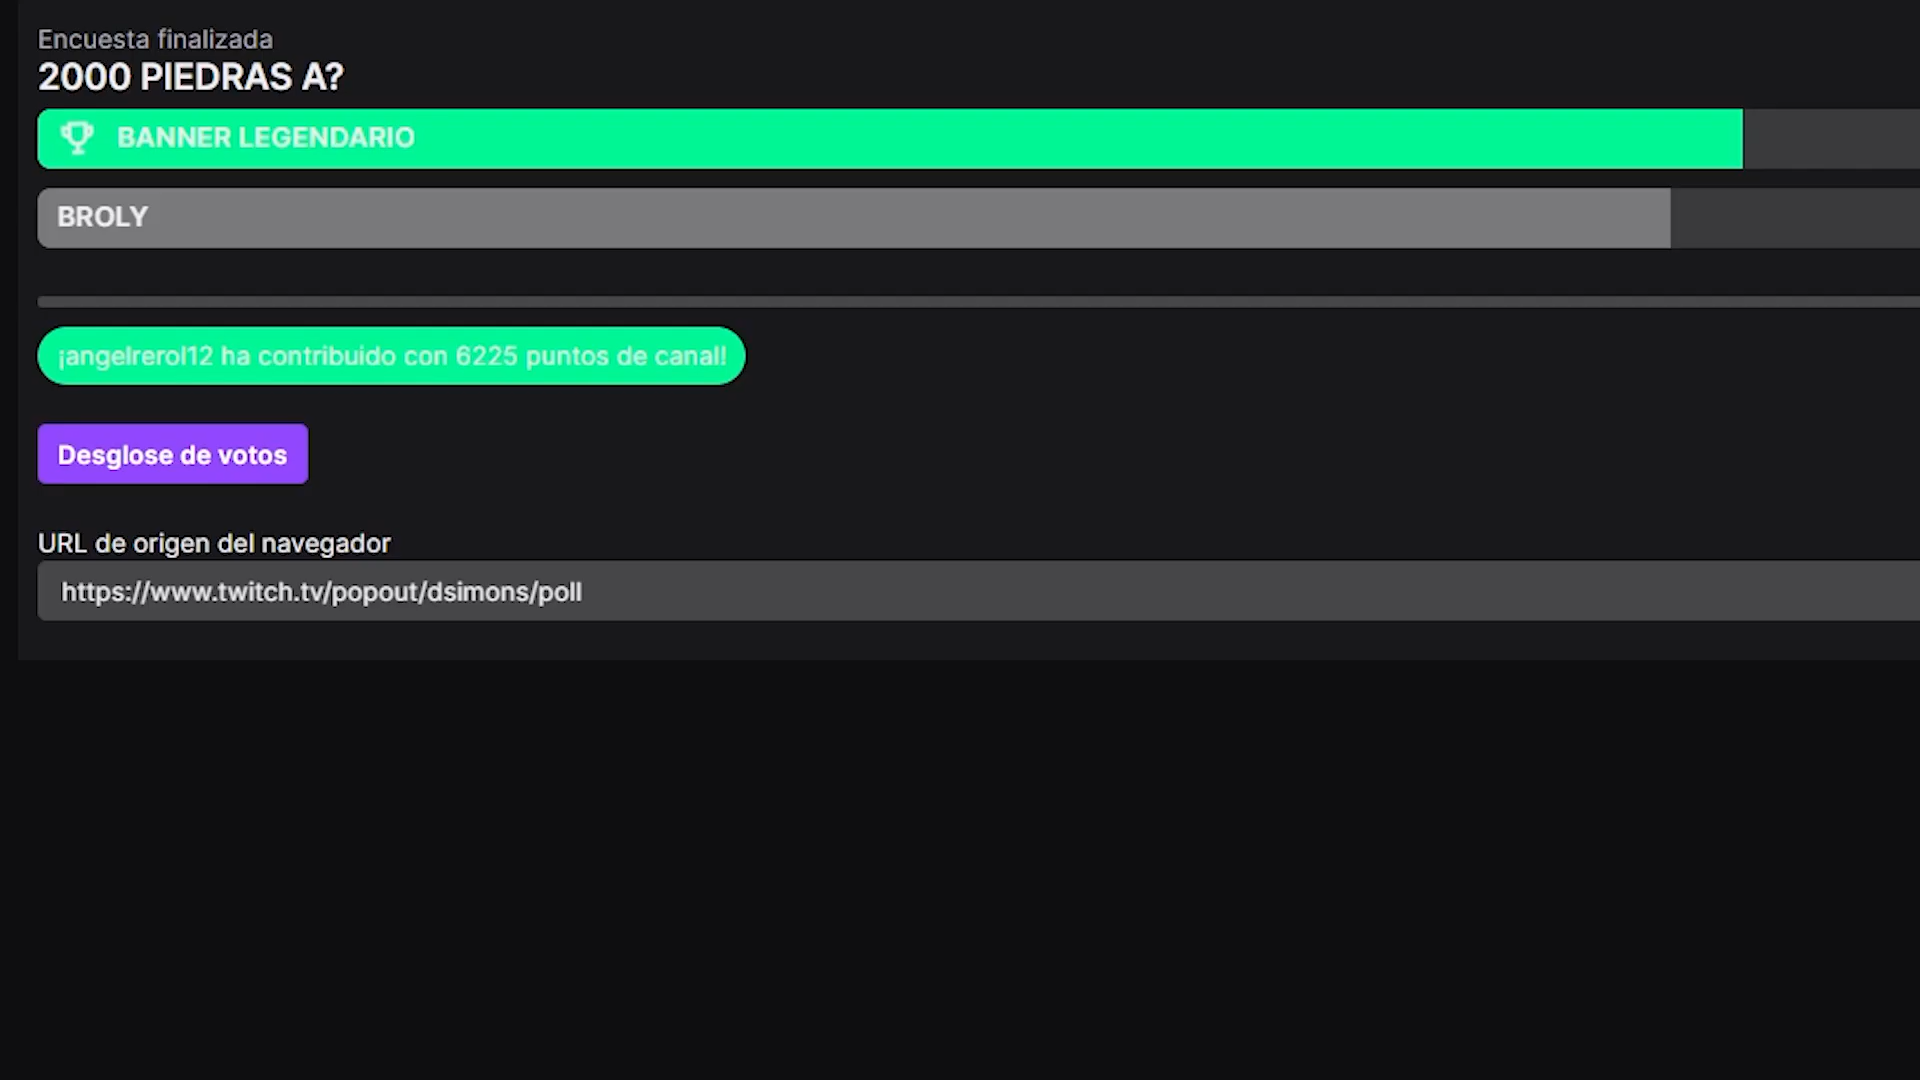 Encuesta finalizada
2000 PIEDRAS A?
BANNER LEGENDARIO
BROLY
¡angelrerol12 ha contribuido con 6225 puntos de canal!
Desglose de votos
URL de origen del navegador
https://www.twitch.tv/popout/dsimons/poll